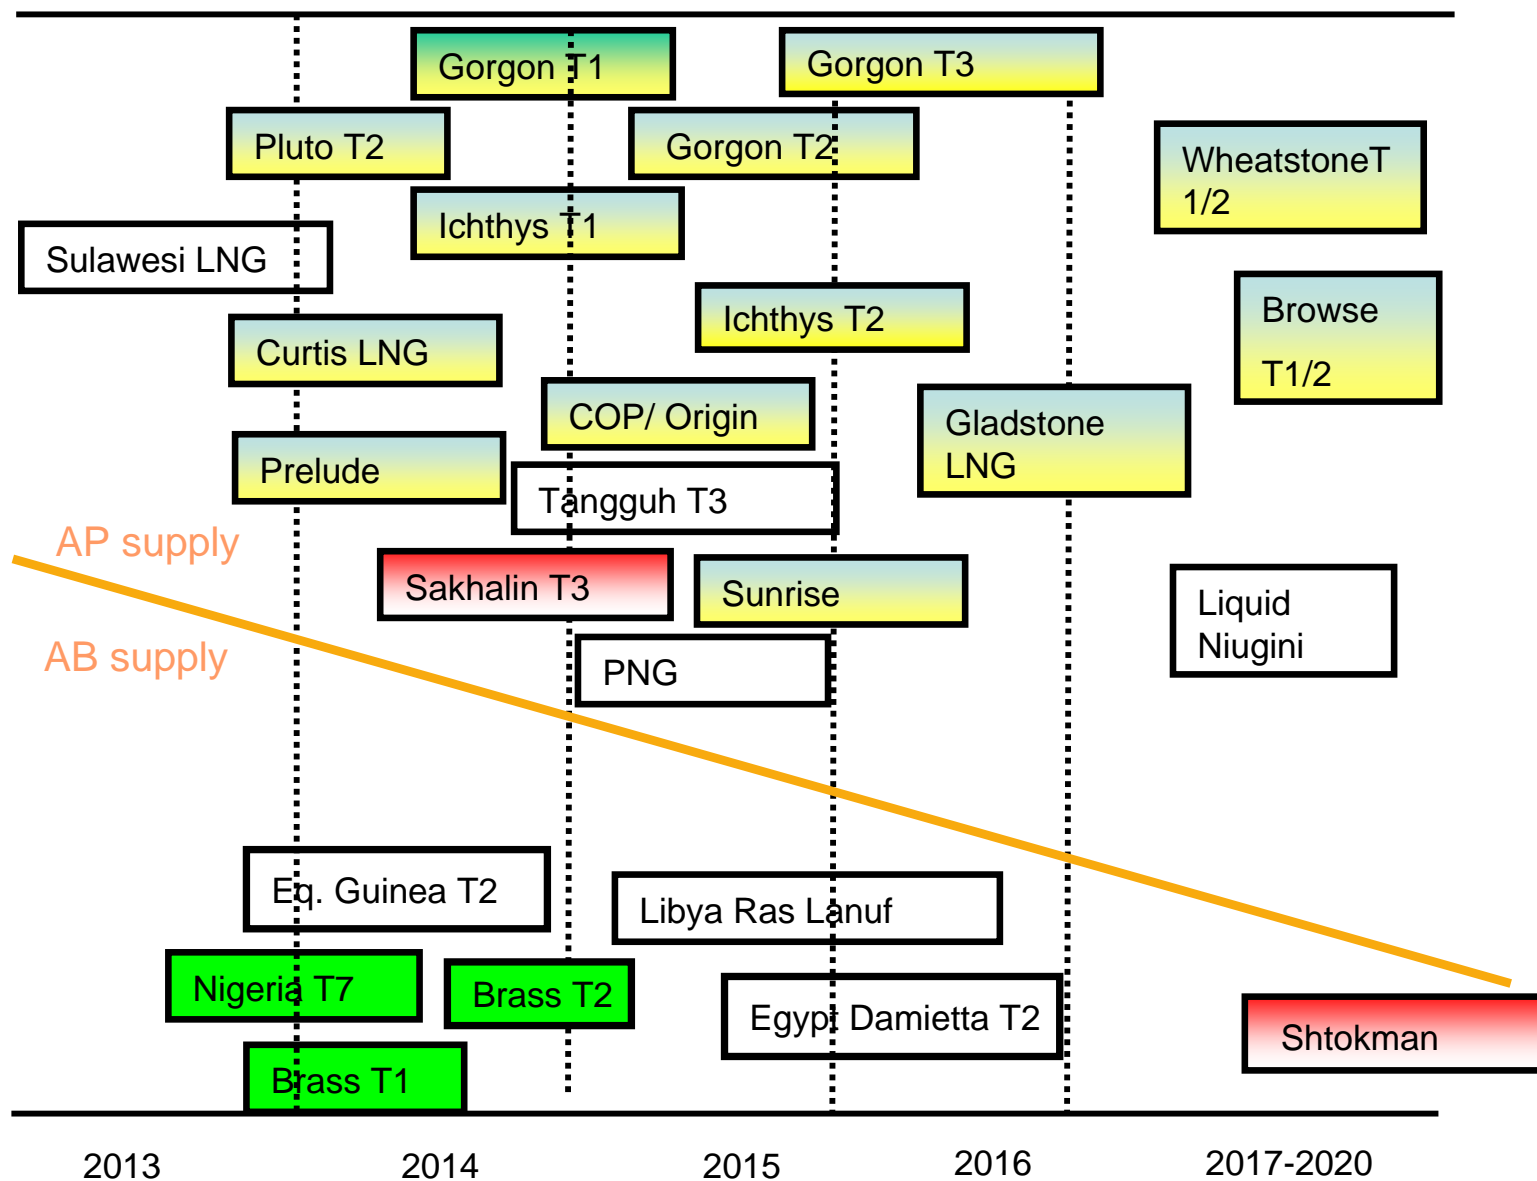 Gorgon T1
Gorgon T3
Pluto T2
Gorgon T2
WheatstoneT
1/2
Ichthys T1
Sulawesi LNG
Ichthys T2
Browse
T1/2
Curtis LNG
COP/ Origin
Gladstone
LNG
Prelude
Tangguh T3
AP supply
Sakhalin T3
Sunrise
Liquid
Niugini
AB supply
PNG
Eq. Guinea T2
Libya Ras Lanuf
Nigeria T7
Brass T2
Egypt Damietta T2
Shtokman
Brass T1
2013
2014
2015
2016
2017-2020